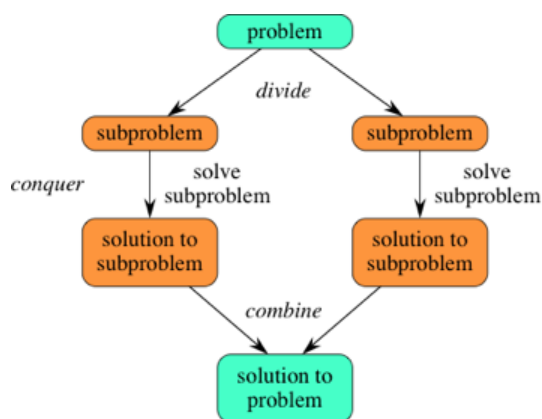 problem
divide
subproblem
subproblem
conquer
solve
subproblem
solve
subproblem
solution to
subproblem
solution to
subproblem
combine
solution to
problem